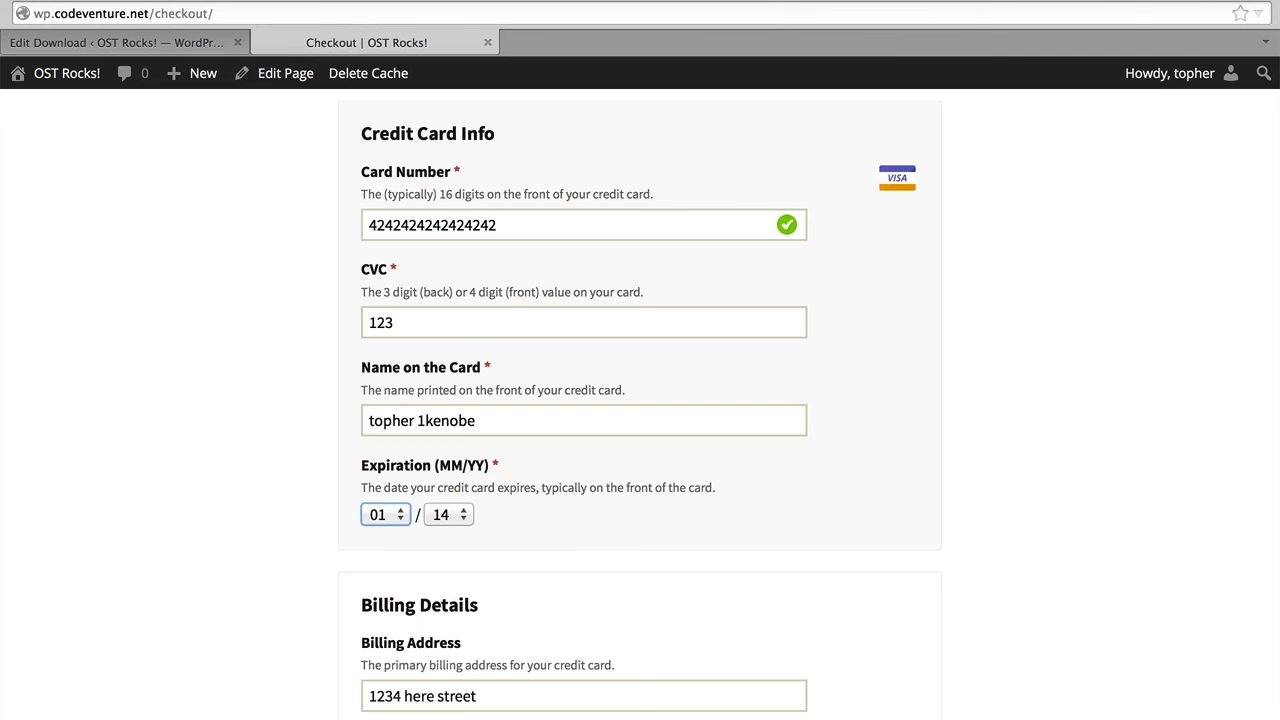 wp.codeventure.net/checkout/
Edit Download ‹ OST Rocks! — WordPr...
Checkout | OST Rocks!
OST Rocks! 0 New Edit Page Delete Cache Howdy, topher
Credit Card Info
Card Number *
The (typically) 16 digits on the front of your credit card.
VISA
4242424242424242
CVC *
The 3 digit (back) or 4 digit (front) value on your card.
123
Name on the Card *
The name printed on the front of your credit card.
topher 1kenobe
Expiration (MM/YY) *
The date your credit card expires, typically on the front of the card.
01 / 14
Billing Details
Billing Address
The primary billing address for your credit card.
1234 here street